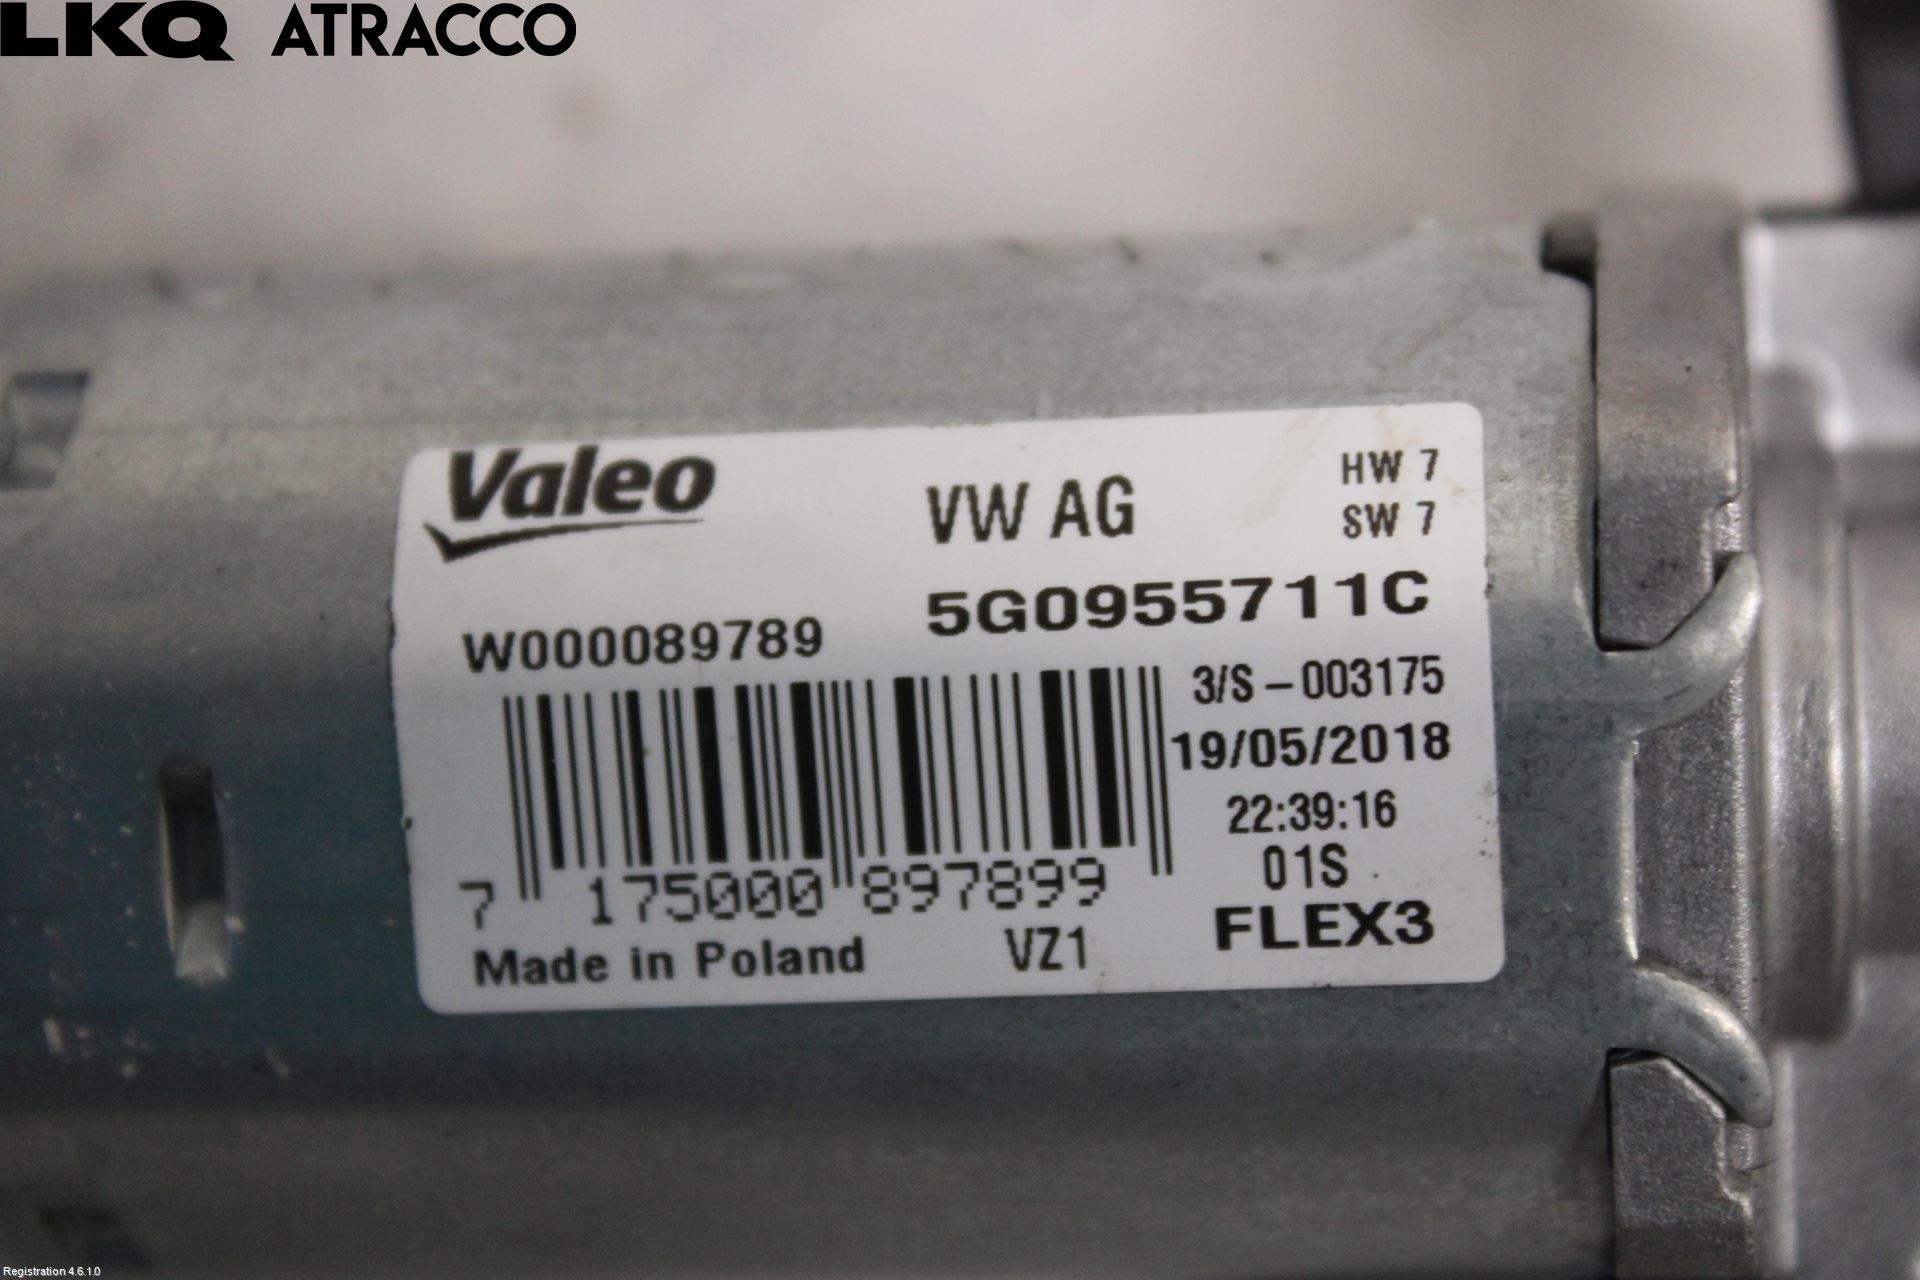 LKQ ATRACCO
Valeo
VW AG
HW 7
SW 7
5G0955711C
W000089789
3/S - 003175
19/05/2018
22:39:16
01S
7 175000 897899
FLEX3
Made in Poland
VZ1
Registration 4.6.1.0